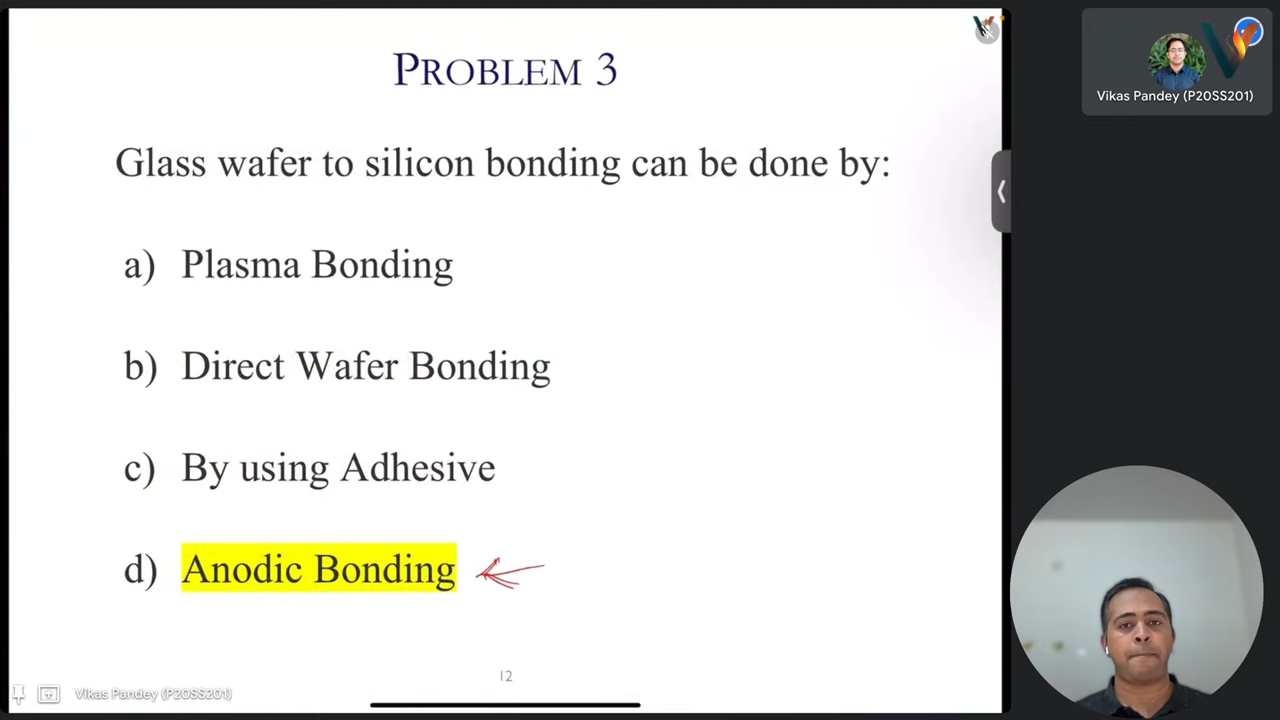 PROBLEM 3
Glass wafer to silicon bonding can be done by:
a) Plasma Bonding
b) Direct Wafer Bonding
c) By using Adhesive
d) Anodic Bonding
12
Vikas Pandey (P20SS201)
Vikas Pandey (P20SS201)